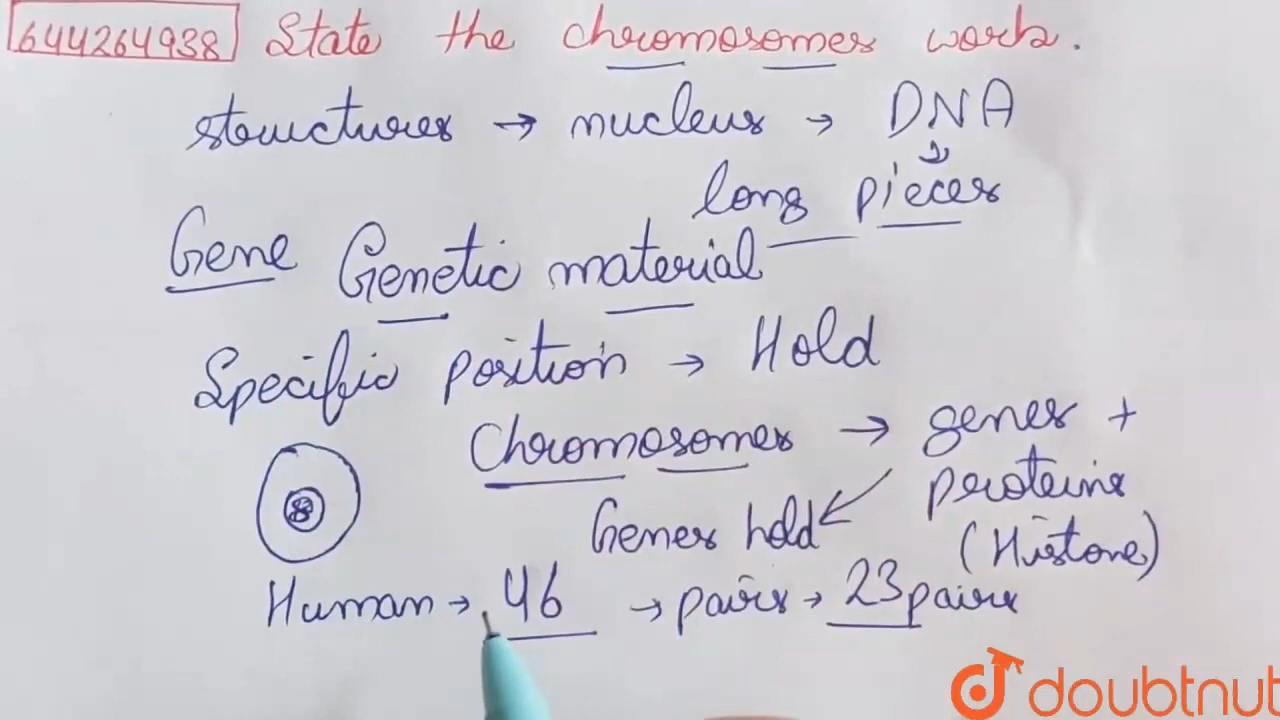 644264938 State the chromosomes work.
structures → nucleus → DNA
long pieces
Gene Genetic material
Specific position → Hold
Chromosomes → genes +
proteins
Genes hold
(Histone)
Human → 46 → pairs → 23 pairs
doubtnut